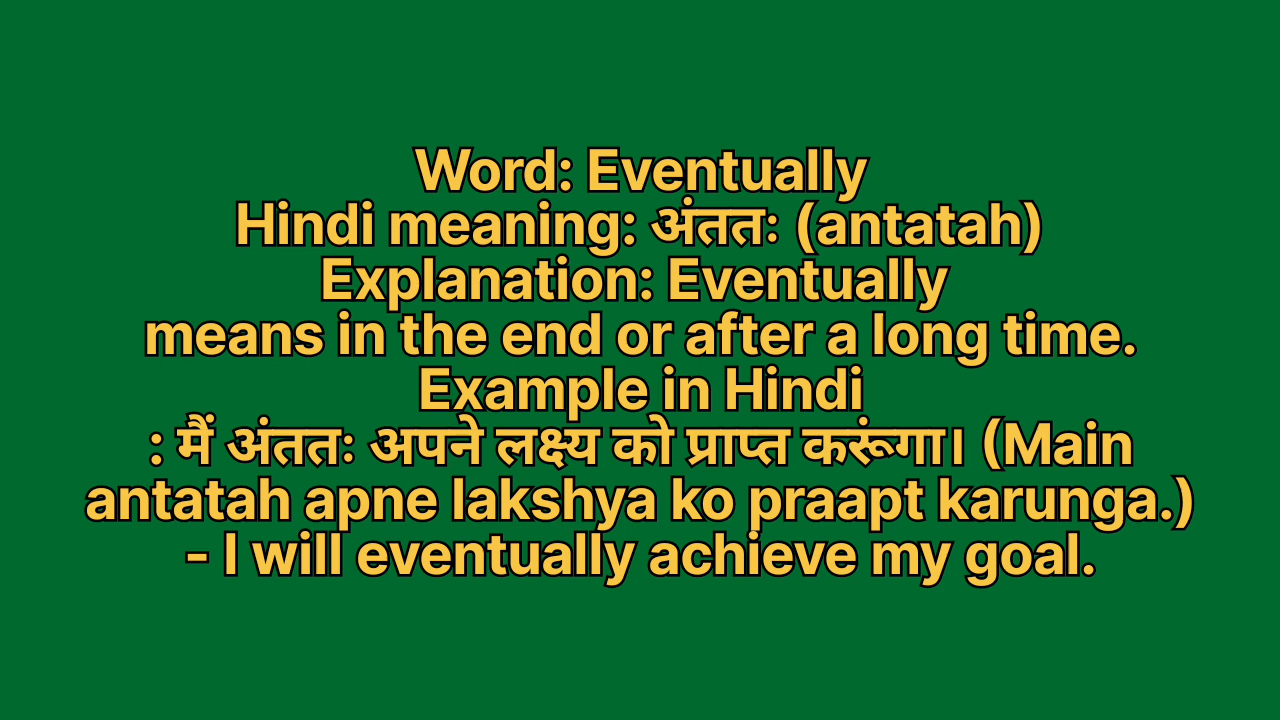 Word: Eventually
Hindi meaning: अंततः (antatah)
Explanation: Eventually
means in the end or after a long time.
Example in Hindi
: मैं अंततः अपने लक्ष्य को प्राप्त करूंगा। (Main
antatah apne lakshya ko praapt karunga.)
- I will eventually achieve my goal.